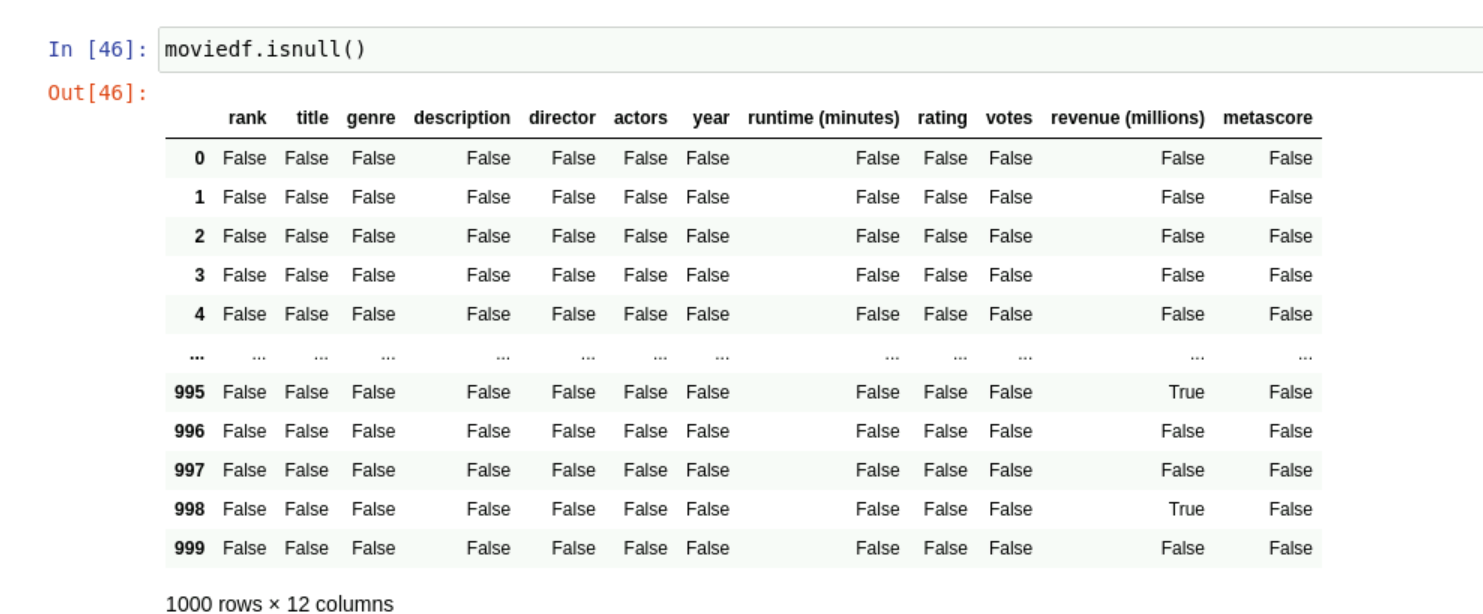 In [46]: moviedf.isnull()
Out[46]:
rank title genre description director actors year runtime (minutes) rating votes revenue (millions) metascore
0 False False False False False False False False False False False False
1 False False False False False False False False False False False False
2 False False False False False False False False False False False False
3 False False False False False False False False False False False False
4 False False False False False False False False False False False False
... ... ... ... ... ... ... ... ... ... ... ... ...
995 False False False False False False False False False False True False
996 False False False False False False False False False False False False
997 False False False False False False False False False False False False
998 False False False False False False False False False False True False
999 False False False False False False False False False False False False
1000 rows × 12 columns